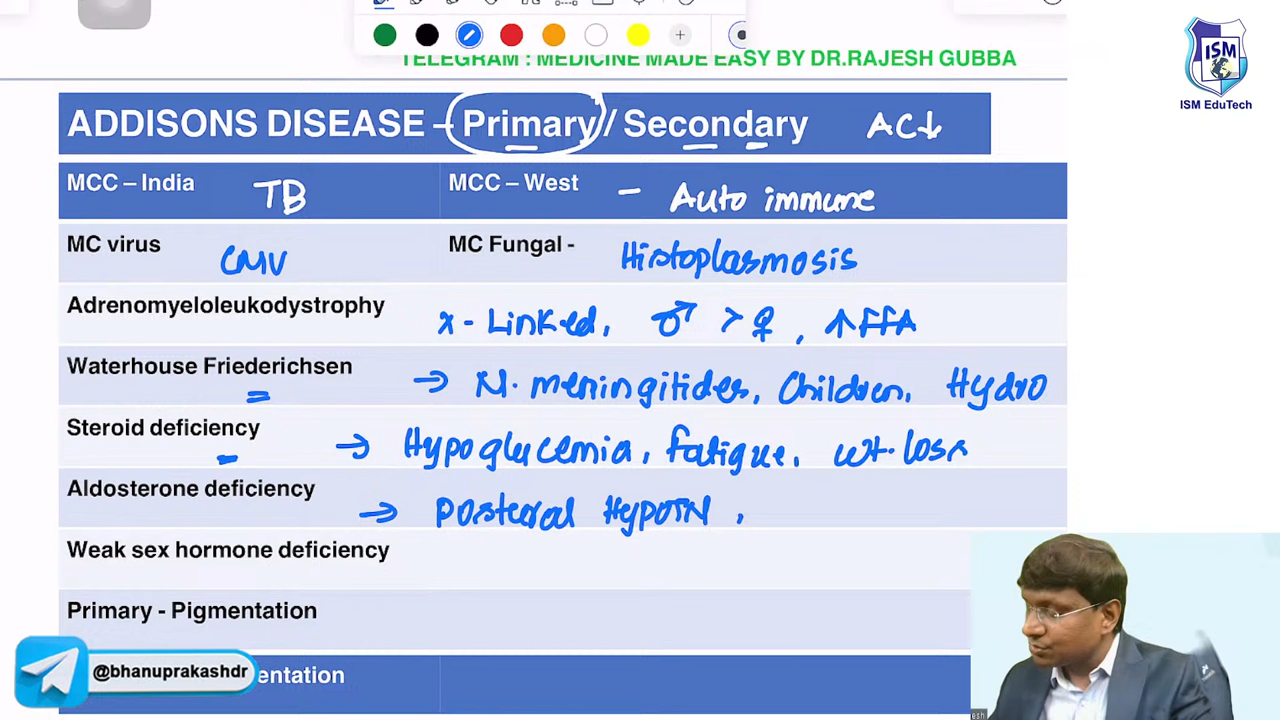 TELEGRAM : MEDICINE MADE EASY BY DR.RAJESH GUBBA
ISM
ISM EduTech
ADDISONS DISEASE – Primary / Secondary AC↓
MCC – India TB MCC – West – Auto immune
MC virus CMV MC Fungal - Histoplasmosis
Adrenomyeloleukodystrophy x - Linked, ♂ > ♀, ↑FFA
Waterhouse Friederichsen → N. meningitides, Children, Hydro
Steroid deficiency → Hypoglycemia, fatigue, wt. loss
Aldosterone deficiency → Posteral HypoTN,
Weak sex hormone deficiency
Primary - Pigmentation
@bhanuprakashdr entation